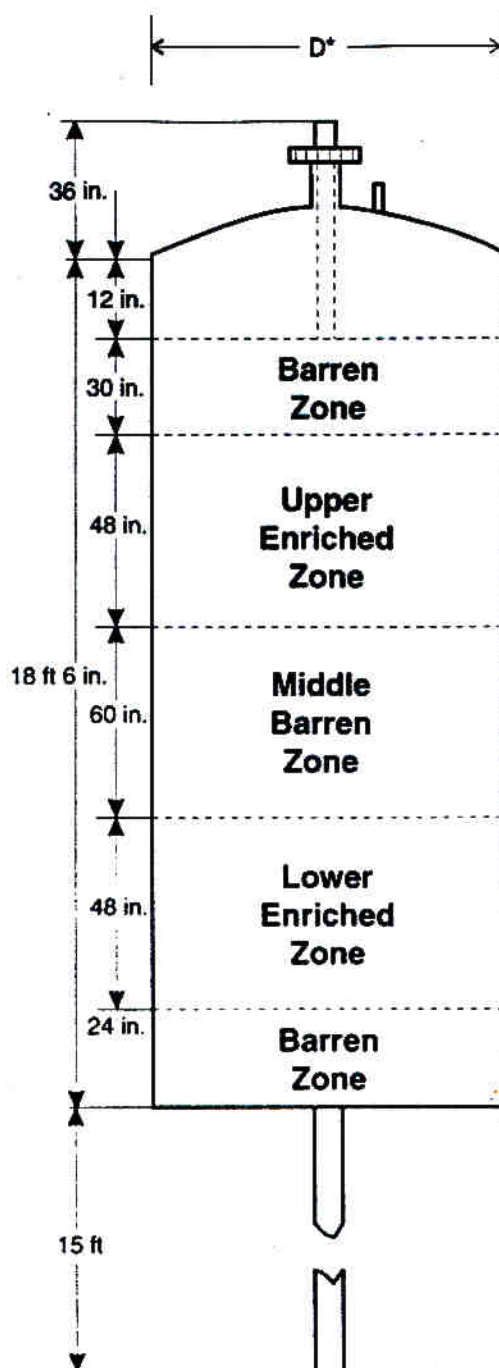 D*
36 in.
12 in.
Barren
Zone
30 in.
Upper
Enriched
Zone
48 in.
18 ft 6 in.
Middle
Barren
Zone
60 in.
Lower
Enriched
Zone
48 in.
24 in.
Barren
Zone
15 ft